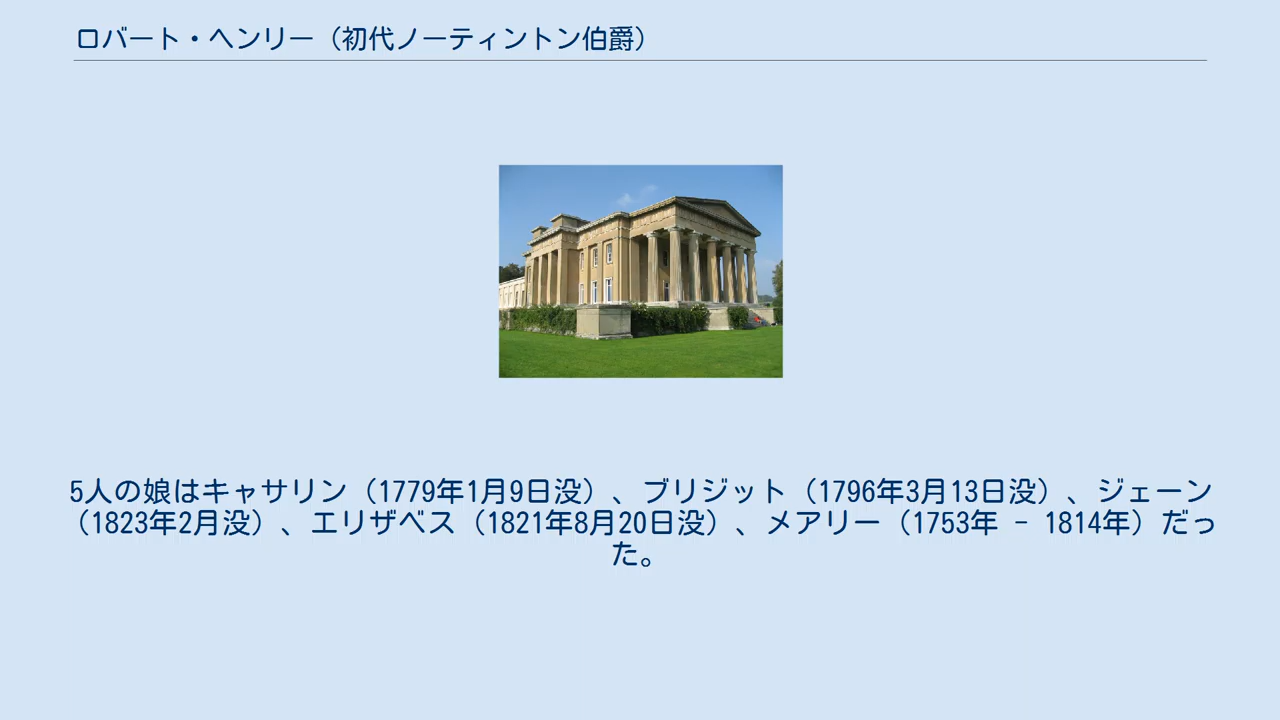 ロバート・ヘンリー（初代ノーティントン伯爵）
5人の娘はキャサリン（1779年1月9日没）、ブリジット（1796年3月13日没）、ジェーン
（1823年2月没）、エリザベス（1821年8月20日没）、メアリー（1753年 - 1814年）だっ
た。